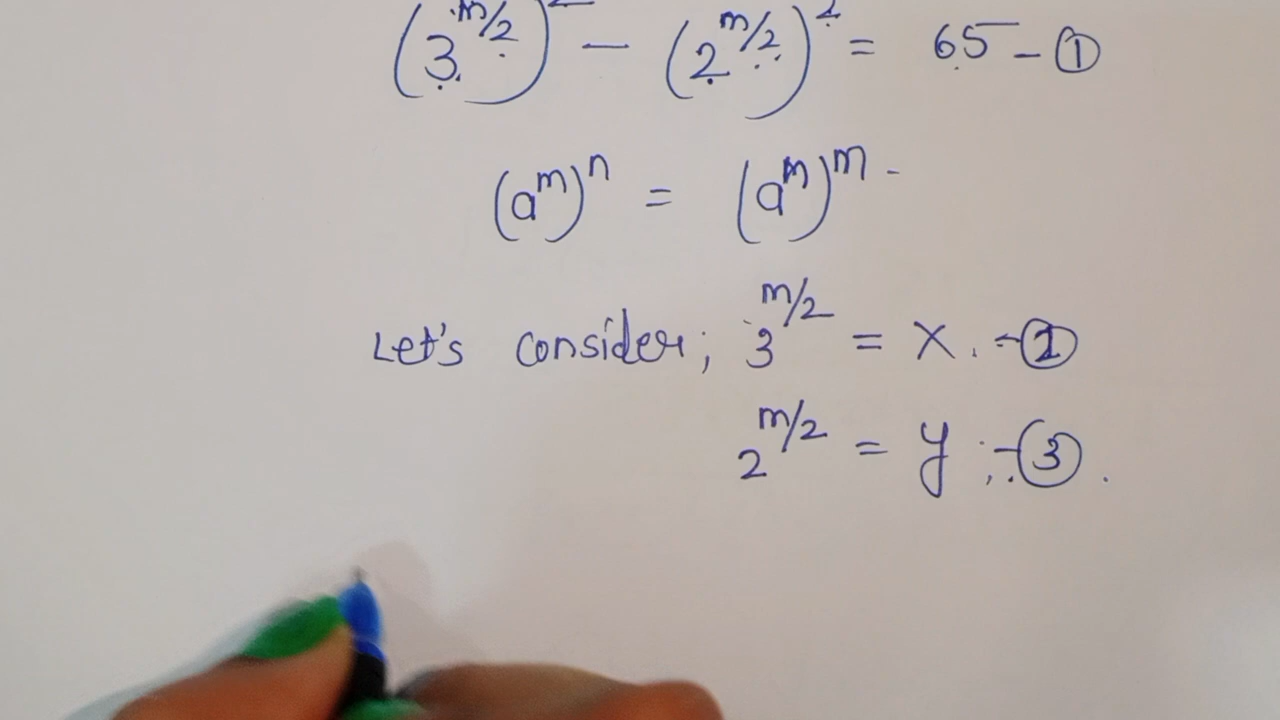 (3^{m/2})^2 − (2^{m/2})^2 = 65 – ①
(a^m)^n = (a^m)^m .
Let's consider; 3^{m/2} = x . – ②
2^{m/2} = y ; – ③ .